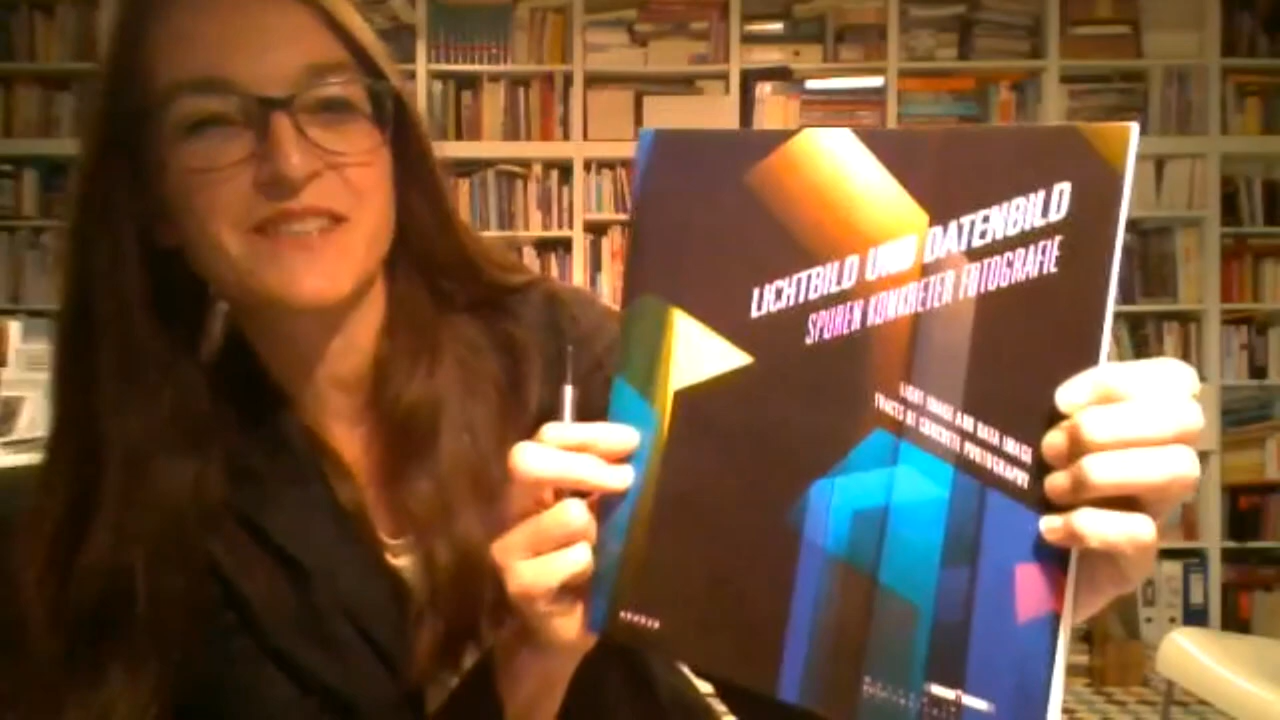 LICHTBILD UND DATENBILD
SPUREN KONKRETER FOTOGRAFIE
LIGHT IMAGE AND DATA IMAGE
TRACES OF CONCRETE PHOTOGRAPHY